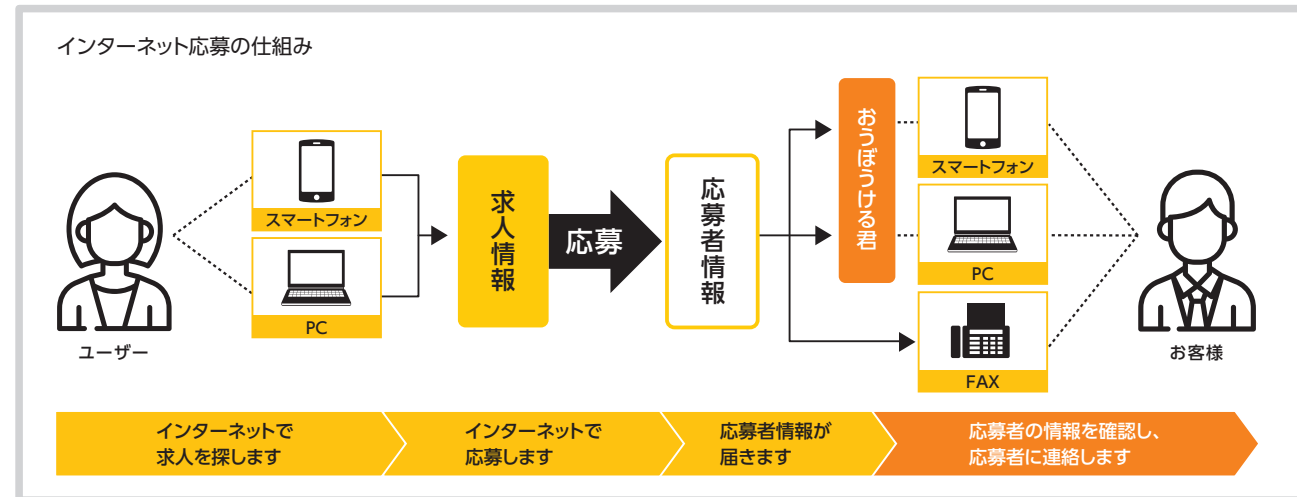 インターネット応募の仕組み
ユーザー
スマートフォン
PC
求人情報
応募
応募者情報
おうぼうける君
スマートフォン
PC
FAX
お客様
インターネットで
求人を探します
インターネットで
応募します
応募者情報が
届きます
応募者の情報を確認し、
応募者に連絡します